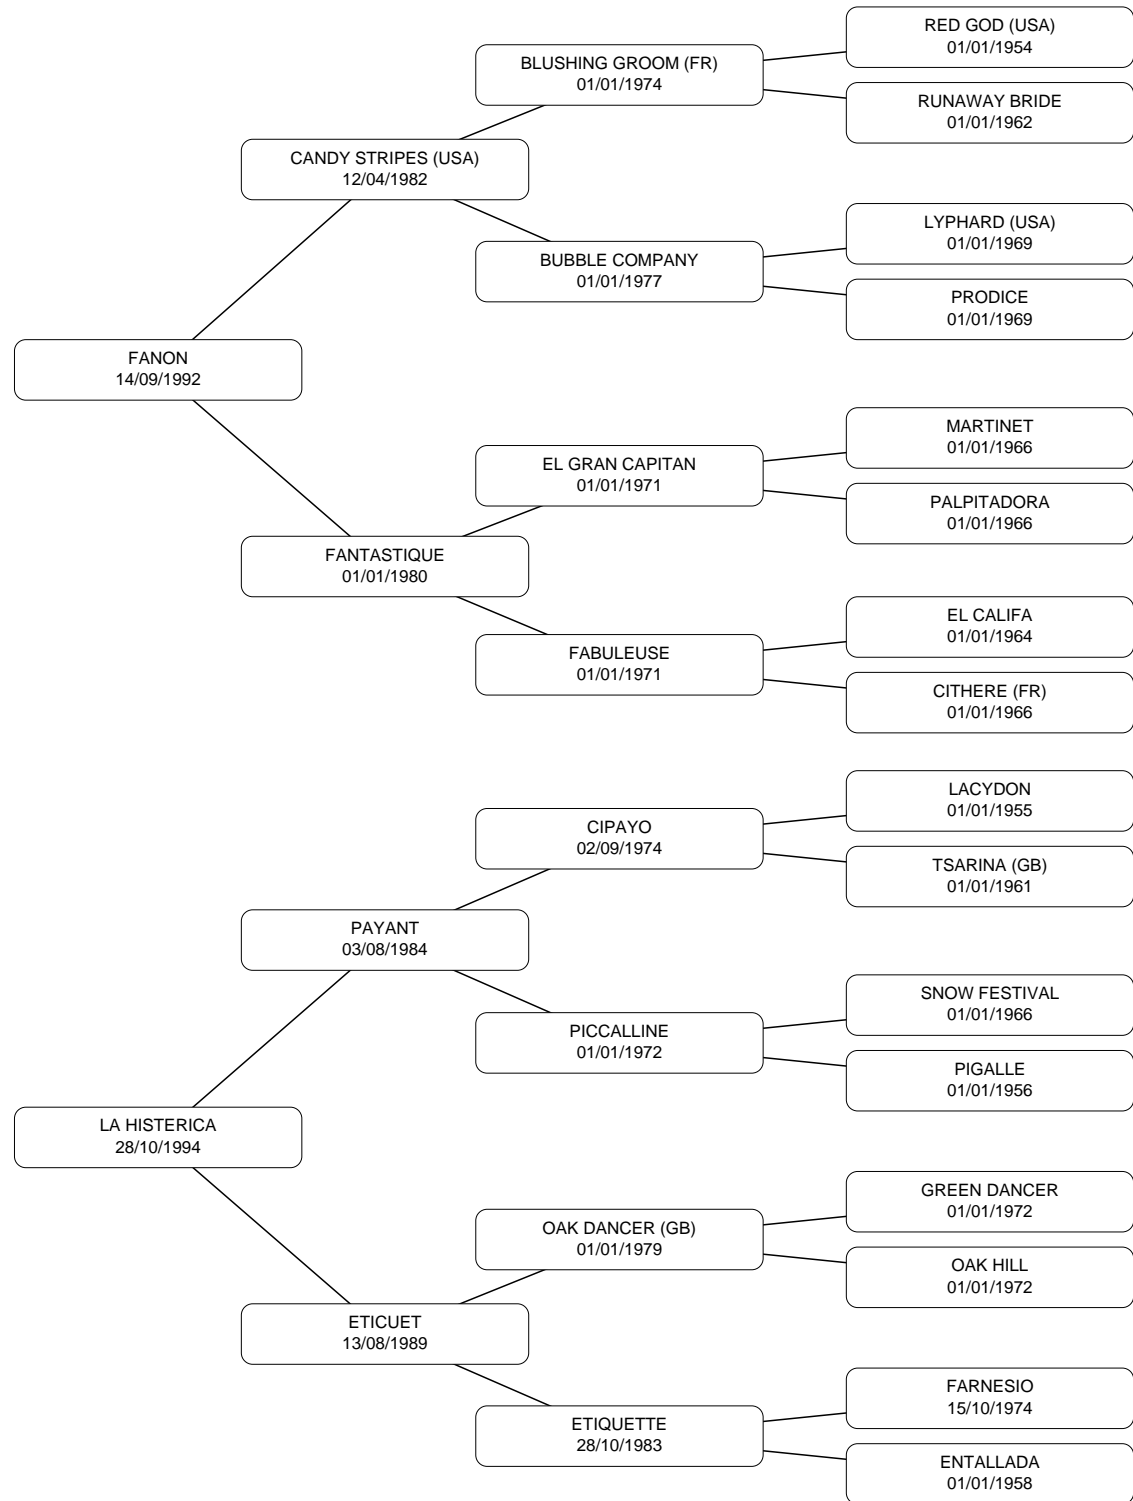 RED GOD (USA)
01/01/1954
BLUSHING GROOM (FR)
01/01/1974
RUNAWAY BRIDE
01/01/1962
CANDY STRIPES (USA)
12/04/1982
LYPHARD (USA)
01/01/1969
BUBBLE COMPANY
01/01/1977
PRODICE
01/01/1969
FANON
14/09/1992
MARTINET
01/01/1966
EL GRAN CAPITAN
01/01/1971
PALPITADORA
01/01/1966
FANTASTIQUE
01/01/1980
EL CALIFA
01/01/1964
FABULEUSE
01/01/1971
CITHERE (FR)
01/01/1966
LACYDON
01/01/1955
CIPAYO
02/09/1974
TSARINA (GB)
01/01/1961
PAYANT
03/08/1984
SNOW FESTIVAL
01/01/1966
PICCALLINE
01/01/1972
PIGALLE
01/01/1956
LA HISTERICA
28/10/1994
GREEN DANCER
01/01/1972
OAK DANCER (GB)
01/01/1979
OAK HILL
01/01/1972
ETICUET
13/08/1989
FARNESIO
15/10/1974
ETIQUETTE
28/10/1983
ENTALLADA
01/01/1958